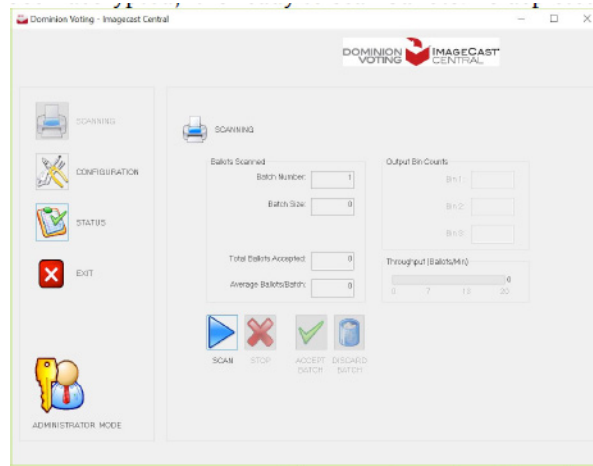 Dominion Voting - Imagecast Central
DOMINION VOTING IMAGECAST CENTRAL
SCANNING
CONFIGURATION
STATUS
EXIT
ADMINISTRATOR MODE
SCANNING
Ballots Scanned
Batch Number: 1
Batch Size: 0
Total Ballots Accepted: 0
Average Ballots/Batch: 0
Output Bin Counts
Bin 1:
Bin 2:
Bin 3:
Throughput (Ballots/Min)
0
0 7 13 20
SCAN STOP ACCEPT BATCH DISCARD BATCH